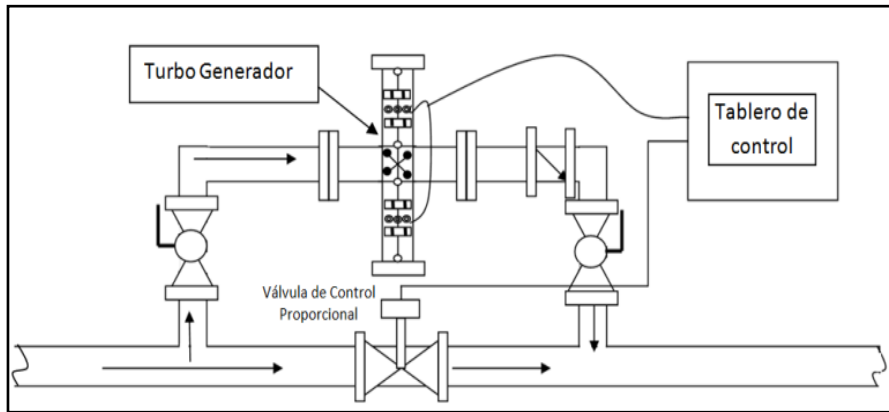 Turbo Generador
Tablero de
control
Válvula de Control
Proporcional